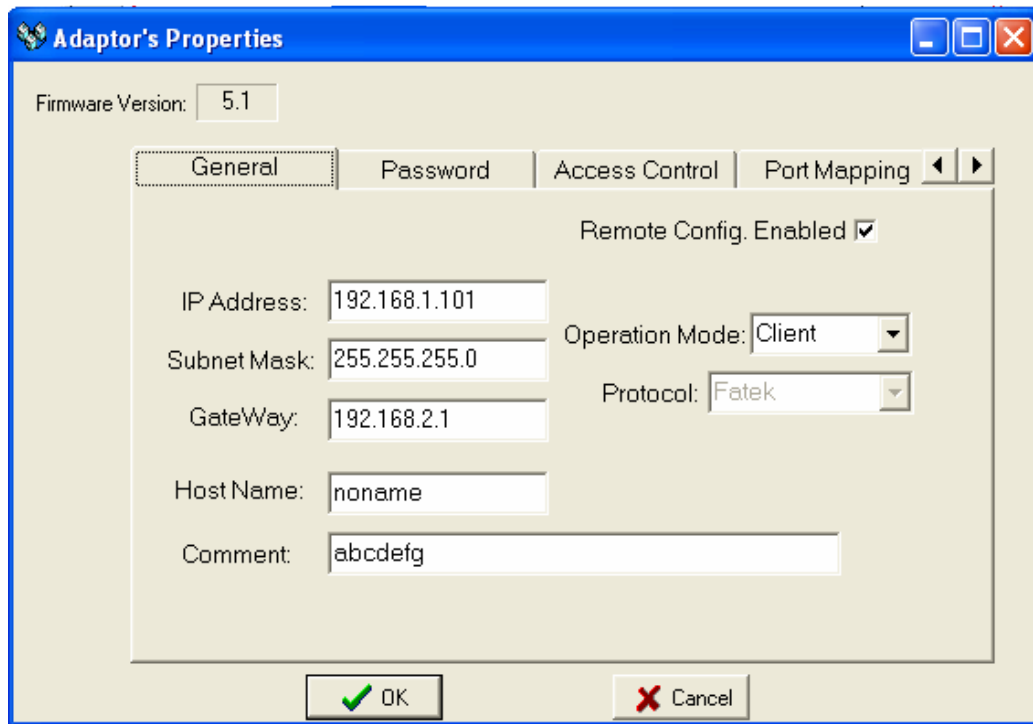 Adaptor's Properties
Firmware Version: 5.1
General Password Access Control Port Mapping
Remote Config. Enabled
IP Address: 192.168.1.101
Operation Mode: Client
Subnet Mask: 255.255.255.0
Protocol: Fatek
GateWay: 192.168.2.1
Host Name: noname
Comment: abcdefg
OK Cancel